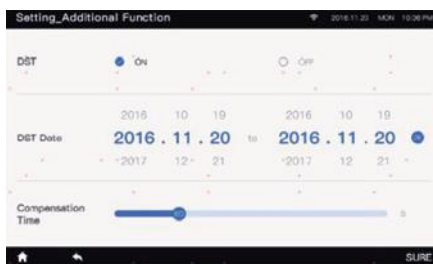 Setting_Additional Function 2016.11.20 MON 10:36 PM
DST ON OFF
2016 10 19 2016 10 19
DST Date 2016 . 11 . 20 to 2016 . 11 . 20
2017 12 21 2017 12 21
Compensation
Time
SURE